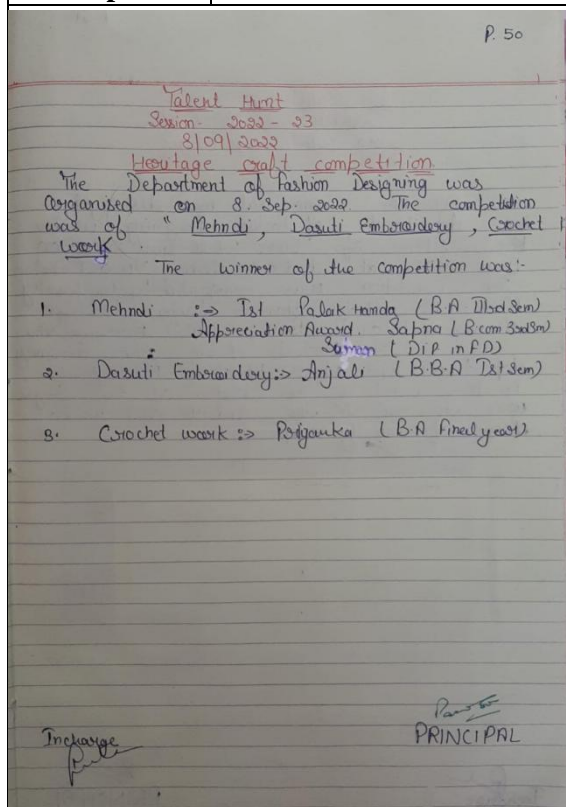 P. 50
Talent Hunt
Session. 2022 - 23
8|09|2022
Heritage craft competition
The Department of Fashion Designing was
Organised on 8. Sep. 2022 The competition
was of " Mehndi, Dasuti Embroidery, Crochet
work
The winner of the competition was:-
1. Mehndi :=> Ist Palak Handa (B.A IIIrd Sem)
Appreciation Award. Sapna (B.com 3rdSm)
: Suman (Dip in FD)
2. Dasuti Embroidery:=> Anjali (B.B.A Ist Sem)
3. Crochet work :=> Priyanka (B.A final year)
Incharge
PRINCIPAL